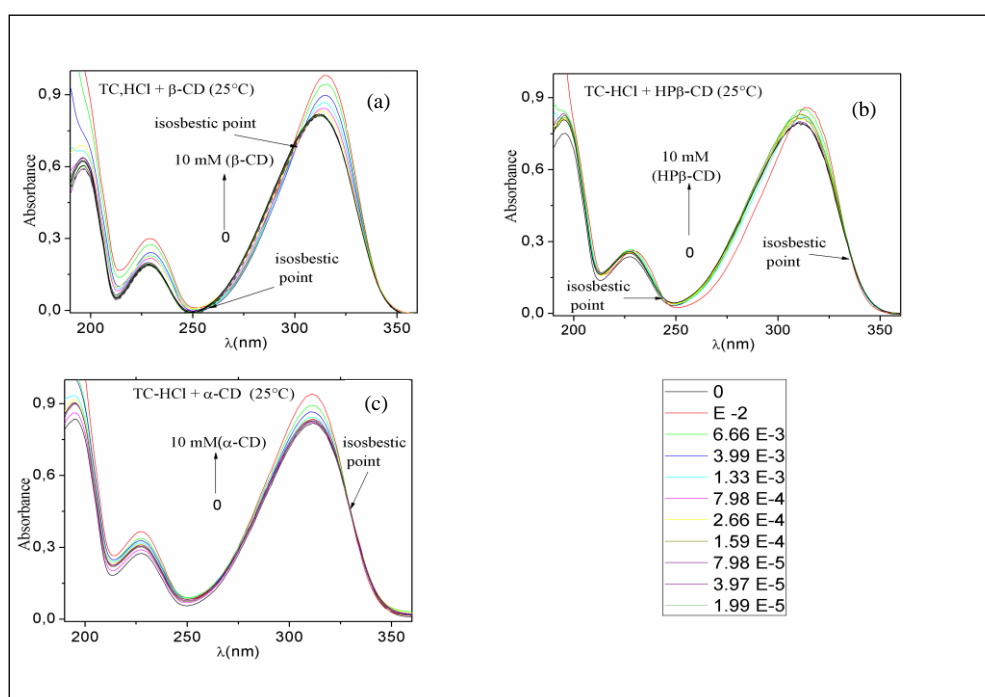 TC,HCl + β-CD (25°C)
(a)
isosbestic point
10 mM (β-CD)
0
isosbestic
point
Absorbance
0,9
0,6
0,3
0,0
200
250
300
350
λ(nm)
TC-HCl + HPβ-CD (25°C)
(b)
10 mM
(HPβ-CD)
0
isosbestic
point
isosbestic
point
Absorbance
0,9
0,6
0,3
0,0
200
250
300
350
λ(nm)
TC-HCl + α-CD (25°C)
(c)
10 mM(α-CD)
0
isosbestic
point
Absorbance
0,9
0,6
0,3
0,0
200
250
300
350
λ(nm)
0
E -2
6.66 E-3
3.99 E-3
1.33 E-3
7.98 E-4
2.66 E-4
1.59 E-4
7.98 E-5
3.97 E-5
1.99 E-5